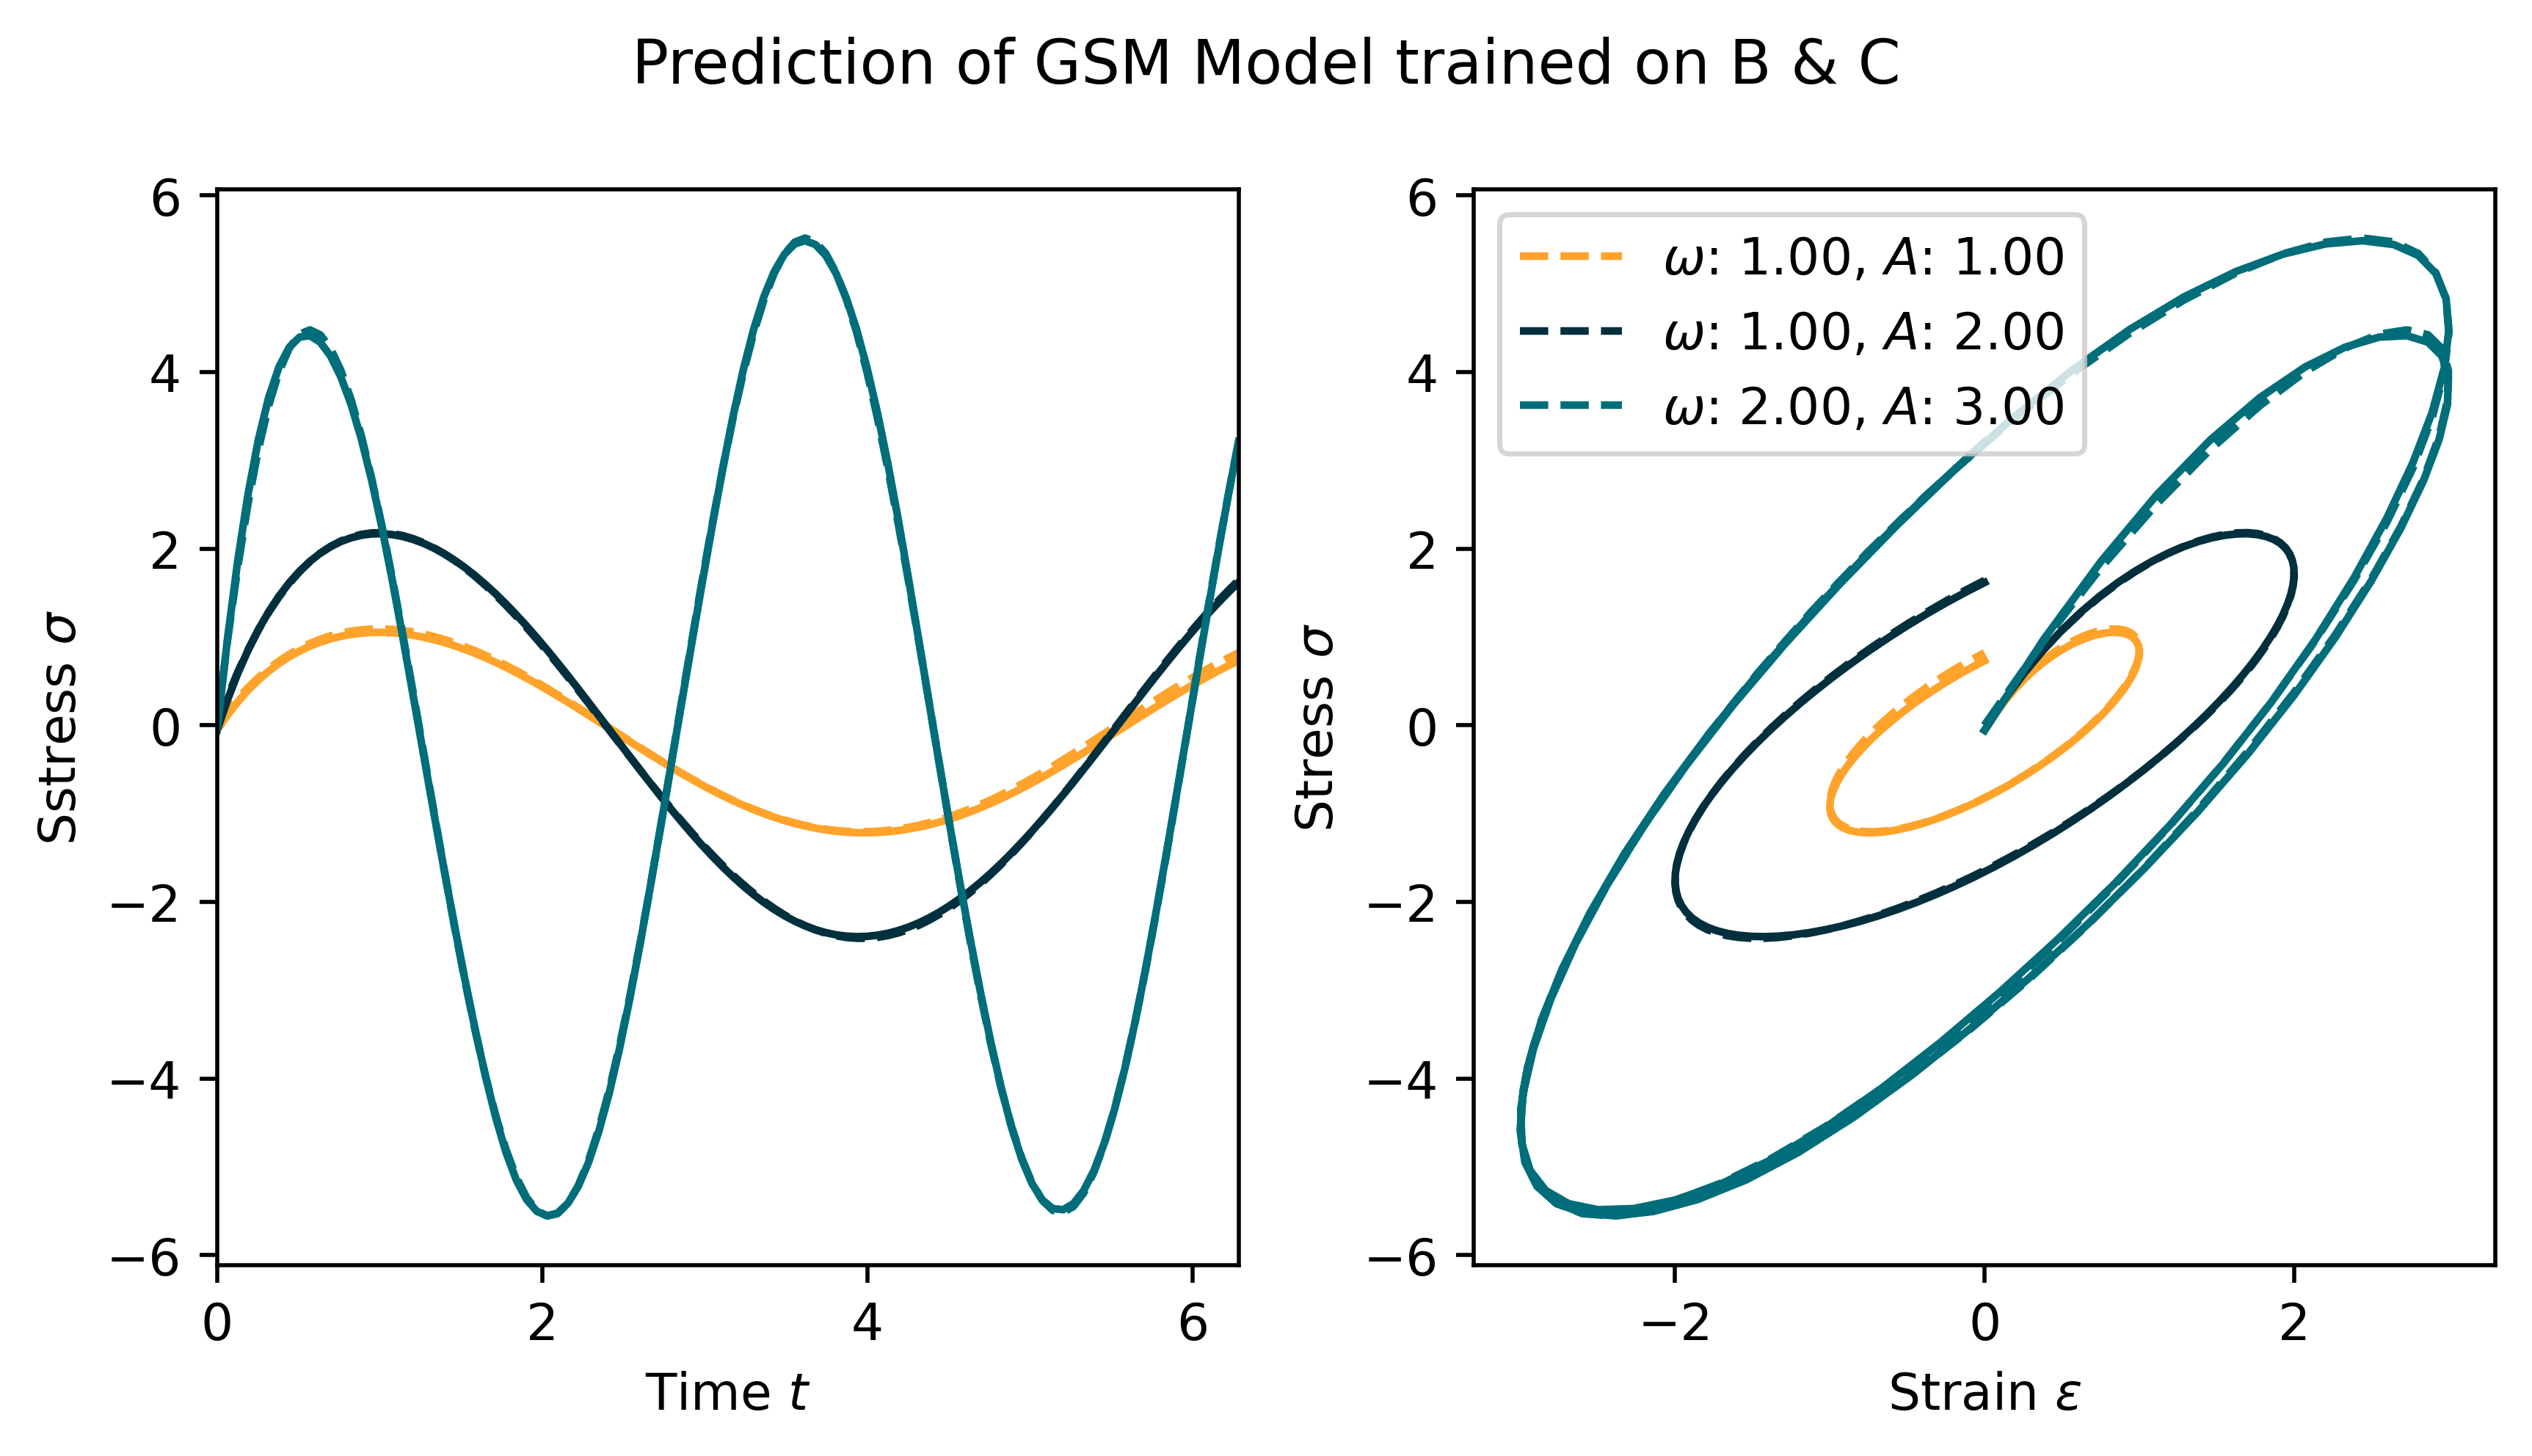 Prediction of GSM Model trained on B & C
6
4
2
0
−2
−4
−6
Sstress σ
0 2 4 6
Time t
6
4
2
0
−2
−4
−6
Stress σ
ω: 1.00, A: 1.00
ω: 1.00, A: 2.00
ω: 2.00, A: 3.00
−2 0 2
Strain ε